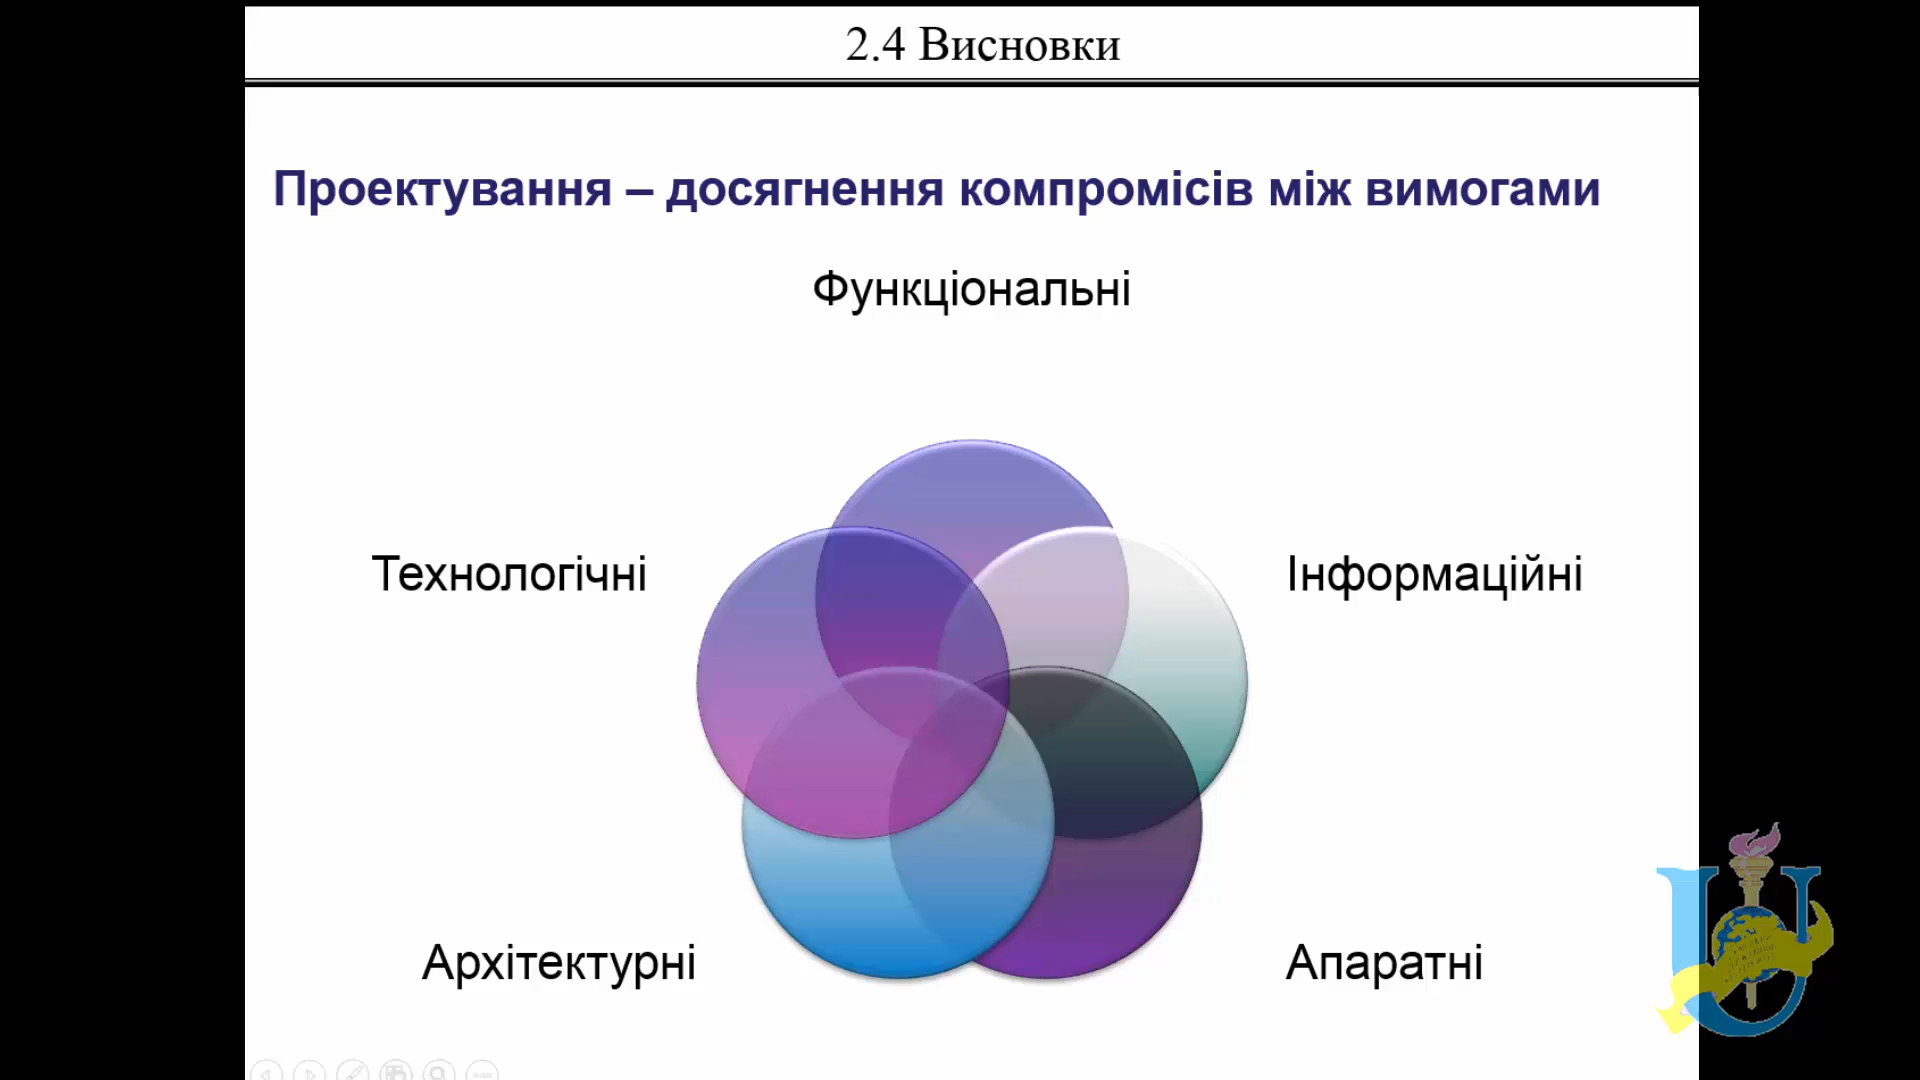 2.4 Висновки
Проектування – досягнення компромісів між вимогами
Функціональні
Технологічні
Інформаційні
Архітектурні
Апаратні